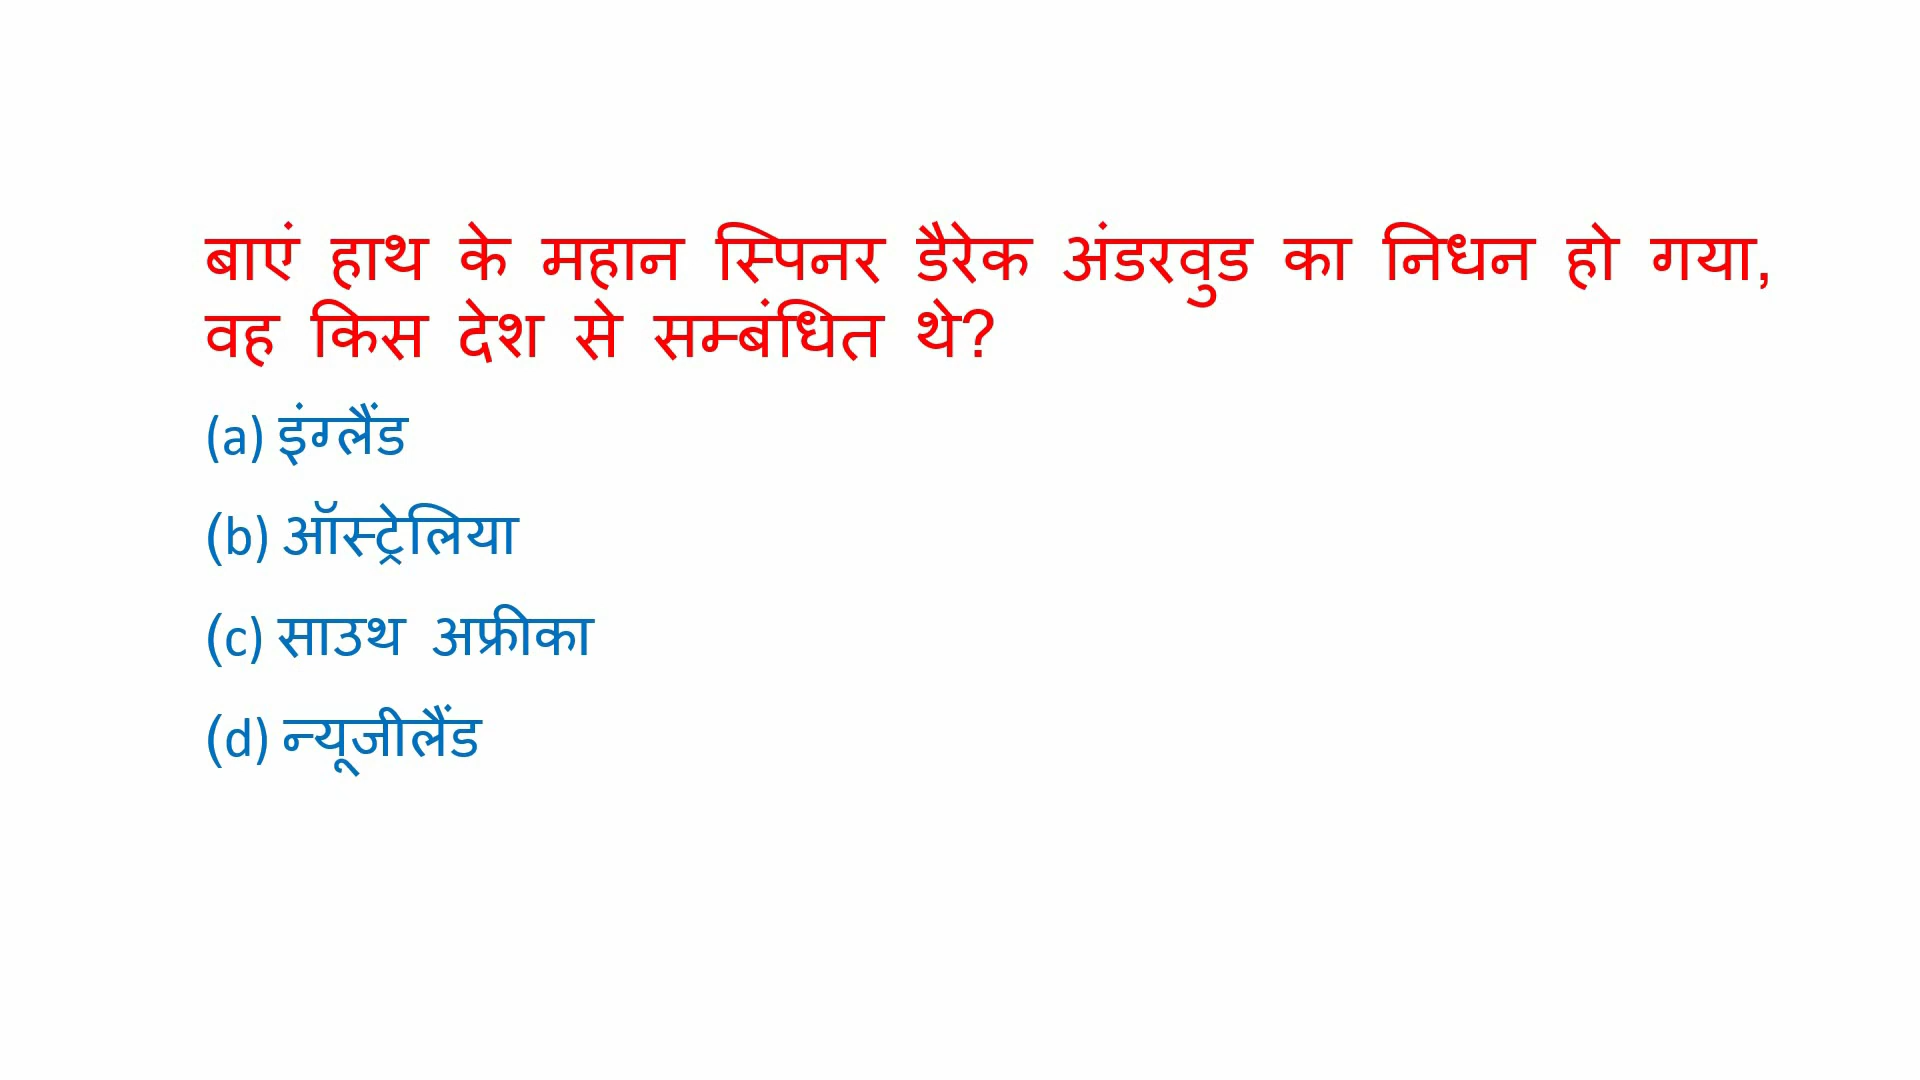 बाएं हाथ के महान स्पिनर डैरेक अंडरवुड का निधन हो गया,
वह किस देश से सम्बंधित थे?
(a) इंग्लैंड
(b) ऑस्ट्रेलिया
(c) साउथ अफ्रीका
(d) न्यूजीलैंड